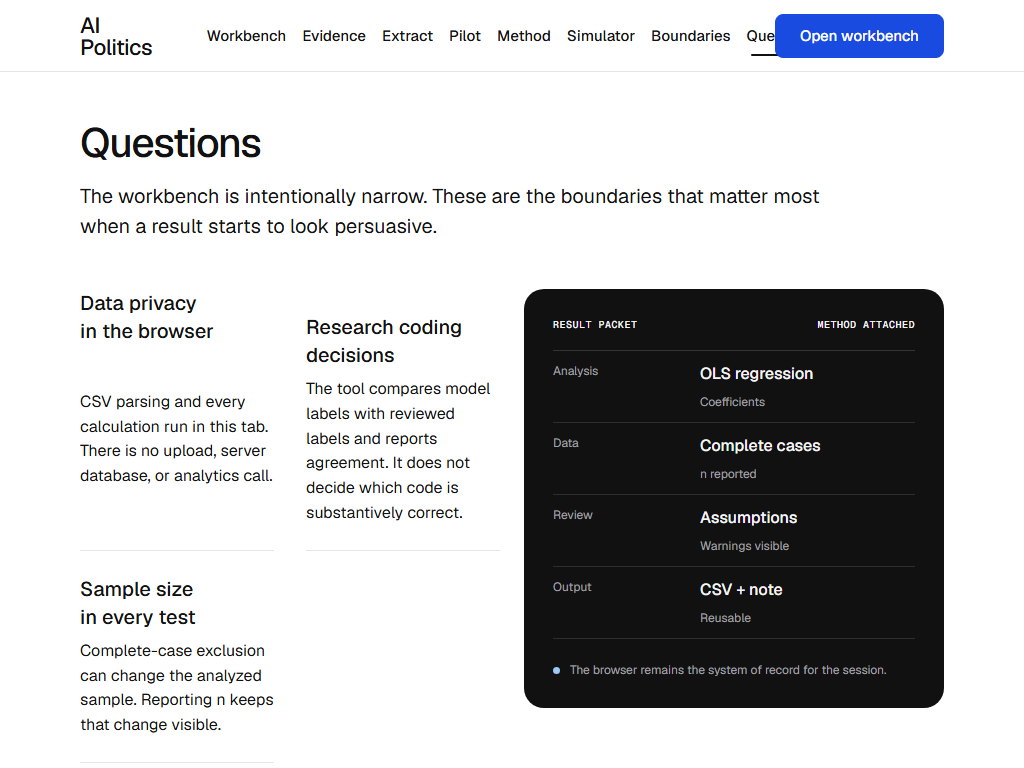 AI
Politics
Workbench Evidence Extract Pilot Method Simulator Boundaries Que
Open workbench
Questions
The workbench is intentionally narrow. These are the boundaries that matter most
when a result starts to look persuasive.
Data privacy
in the browser
CSV parsing and every
calculation run in this tab.
There is no upload, server
database, or analytics call.
Research coding
decisions
The tool compares model
labels with reviewed
labels and reports
agreement. It does not
decide which code is
substantively correct.
Sample size
in every test
Complete-case exclusion
can change the analyzed
sample. Reporting n keeps
that change visible.
RESULT PACKET METHOD ATTACHED
Analysis OLS regression
Coefficients
Data Complete cases
n reported
Review Assumptions
Warnings visible
Output CSV + note
Reusable
The browser remains the system of record for the session.